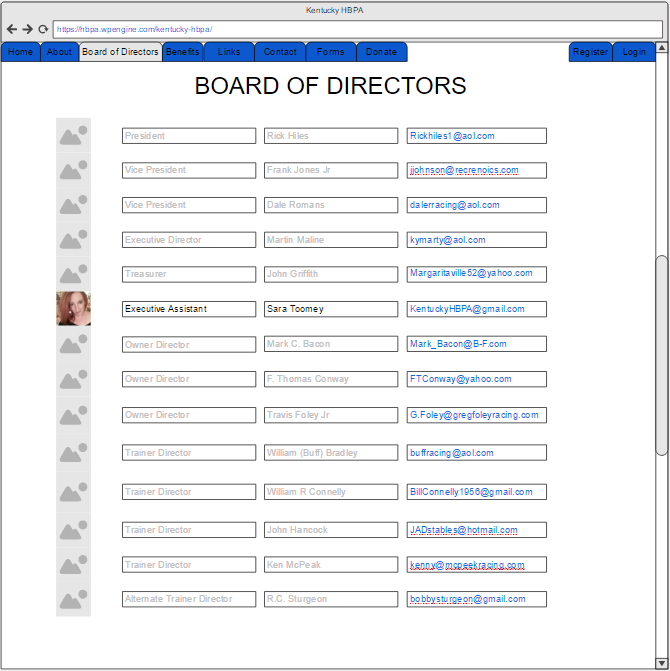 Kentucky HBPA
https://hbpa.wpengine.com/kentucky-hbpa/
Home About Board of Directors Benefits Links Contact Forms Donate Register Login
BOARD OF DIRECTORS
President Rick Hiles Rickhiles1@aol.com
Vice President Frank Jones Jr jjohnson@recrenoics.com
Vice President Dale Romans dalerracing@aol.com
Executive Director Martin Maline kymarty@aol.com
Treasurer John Griffith Margaritaville52@yahoo.com
Executive Assistant Sara Toomey KentuckyHBPA@gmail.com
Owner Director Mark C. Bacon Mark_Bacon@B-F.com
Owner Director F. Thomas Conway FTConway@yahoo.com
Owner Director Travis Foley Jr G.Foley@gregfoleyracing.com
Trainer Director William (Buff) Bradley buffracing@aol.com
Trainer Director William R Connelly BillConnelly1956@gmail.com
Trainer Director John Hancock JADstables@hotmail.com
Trainer Director Ken McPeak kenny@mcpeekracing.com
Alternate Trainer Director R.C. Sturgeon bobbysturgeon@gmail.com